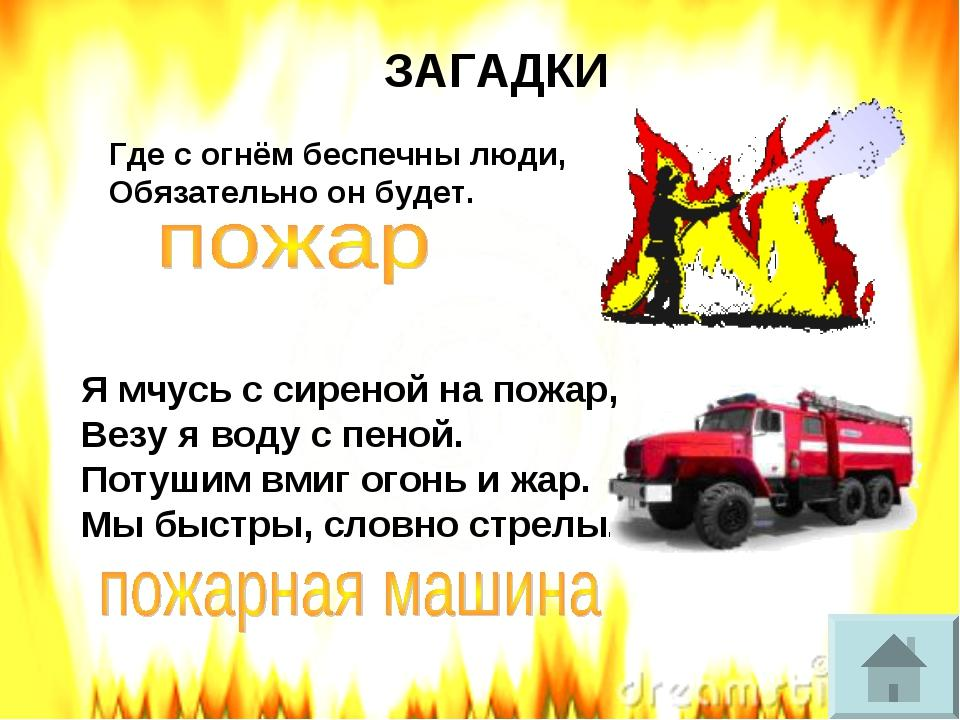 ЗАГАДКИ
Где с огнём беспечны люди,
Обязательно он будет.
пожар
Я мчусь с сиреной на пожар,
Везу я воду с пеной.
Потушим вмиг огонь и жар.
Мы быстры, словно стрелы.
пожарная машина
dreamsti